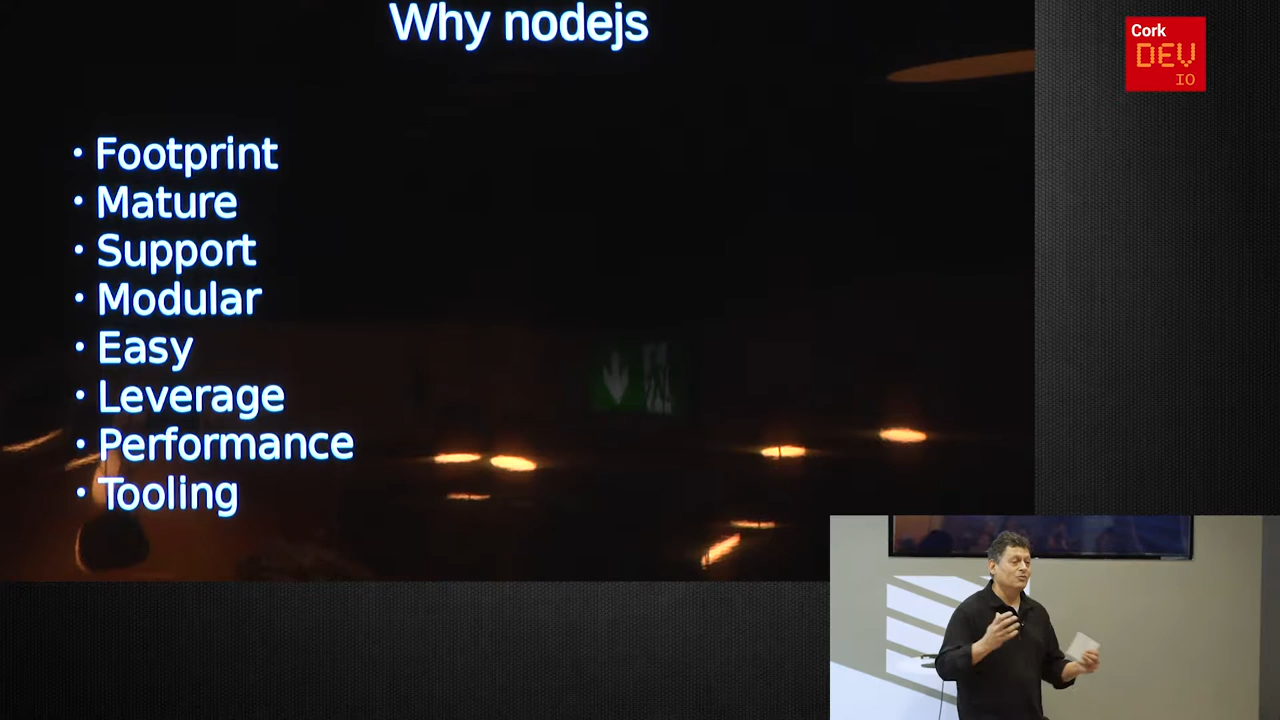 Why nodejs
Cork
DEV
IO
• Footprint
• Mature
• Support
• Modular
• Easy
• Leverage
• Performance
• Tooling